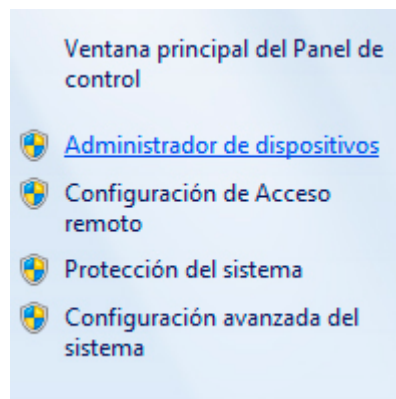 Ventana principal del Panel de
control
Administrador de dispositivos
Configuración de Acceso
remoto
Protección del sistema
Configuración avanzada del
sistema